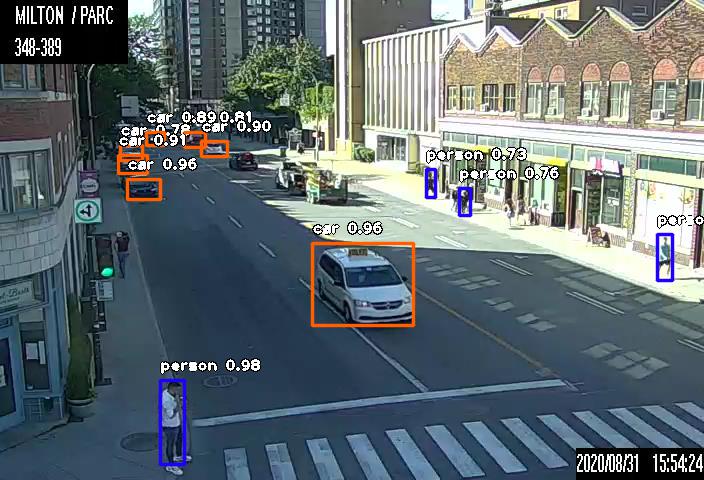 MILTON / PARC
348-389
car 0.89
0.81
car 0.78
car 0.90
car 0.91
car 0.96
person 0.73
person 0.76
perso
car 0.96
person 0.98
2020/08/31 15:54:24